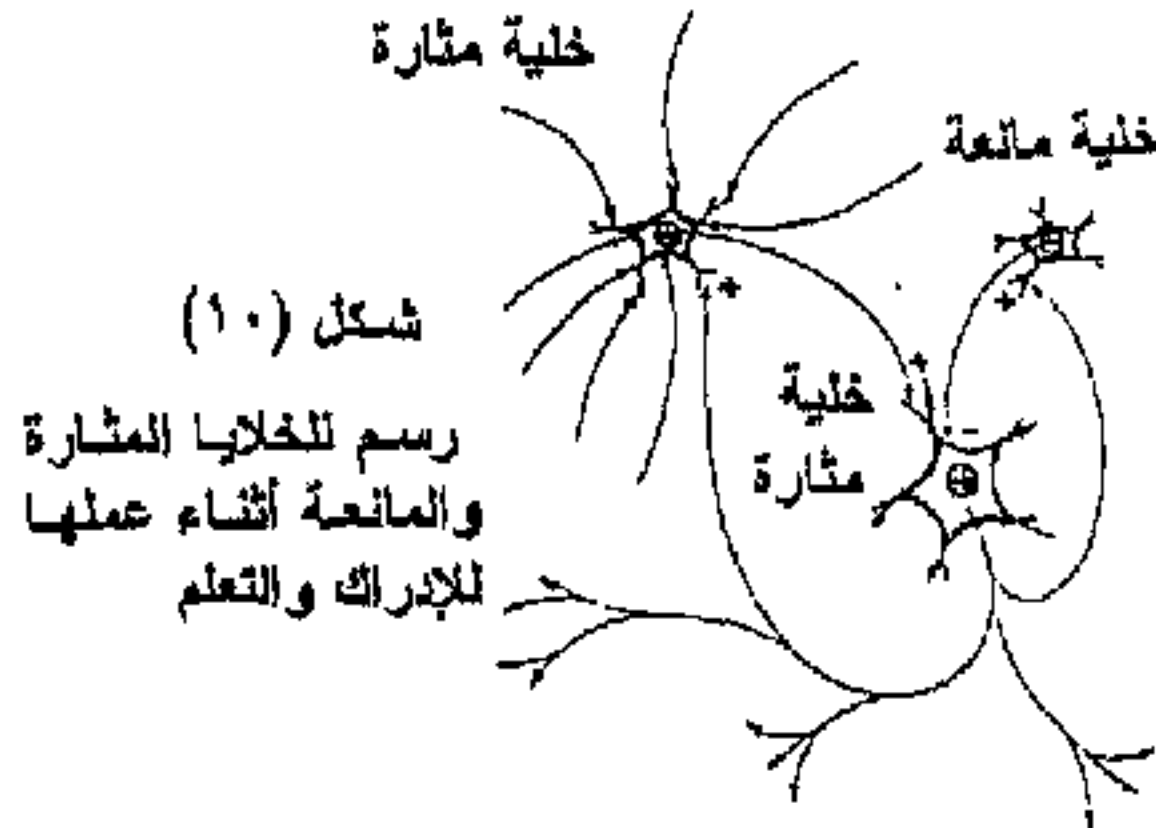 خلية مثارة
خلية مانعة
شكل (١٠)
رسم للخلايا المثارة
والمانعة أثناء عملها
للإدراك والتعلم
خلية
مثارة
+
+
+
-